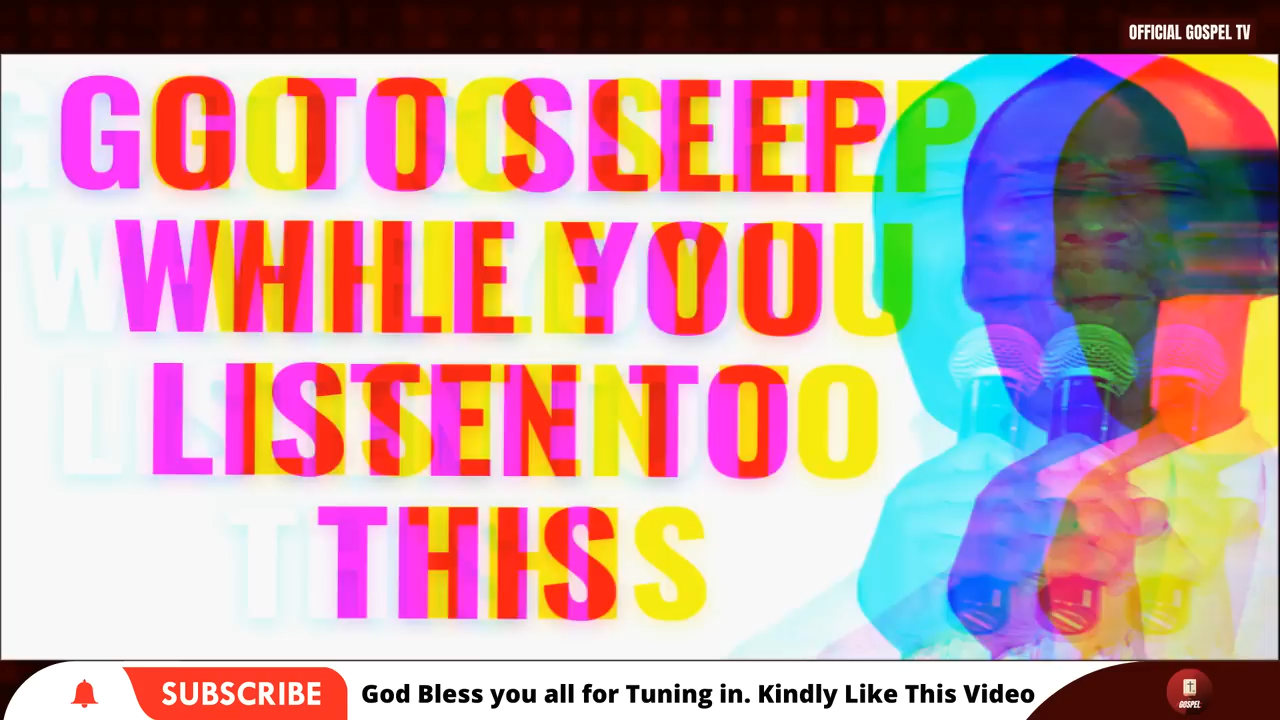 OFFICIAL GOSPEL TV
GO TO SLEEP
WHILE YOU
LISTEN TO
THIS
SUBSCRIBE
God Bless you all for Tuning in. Kindly Like This Video
GOSPEL